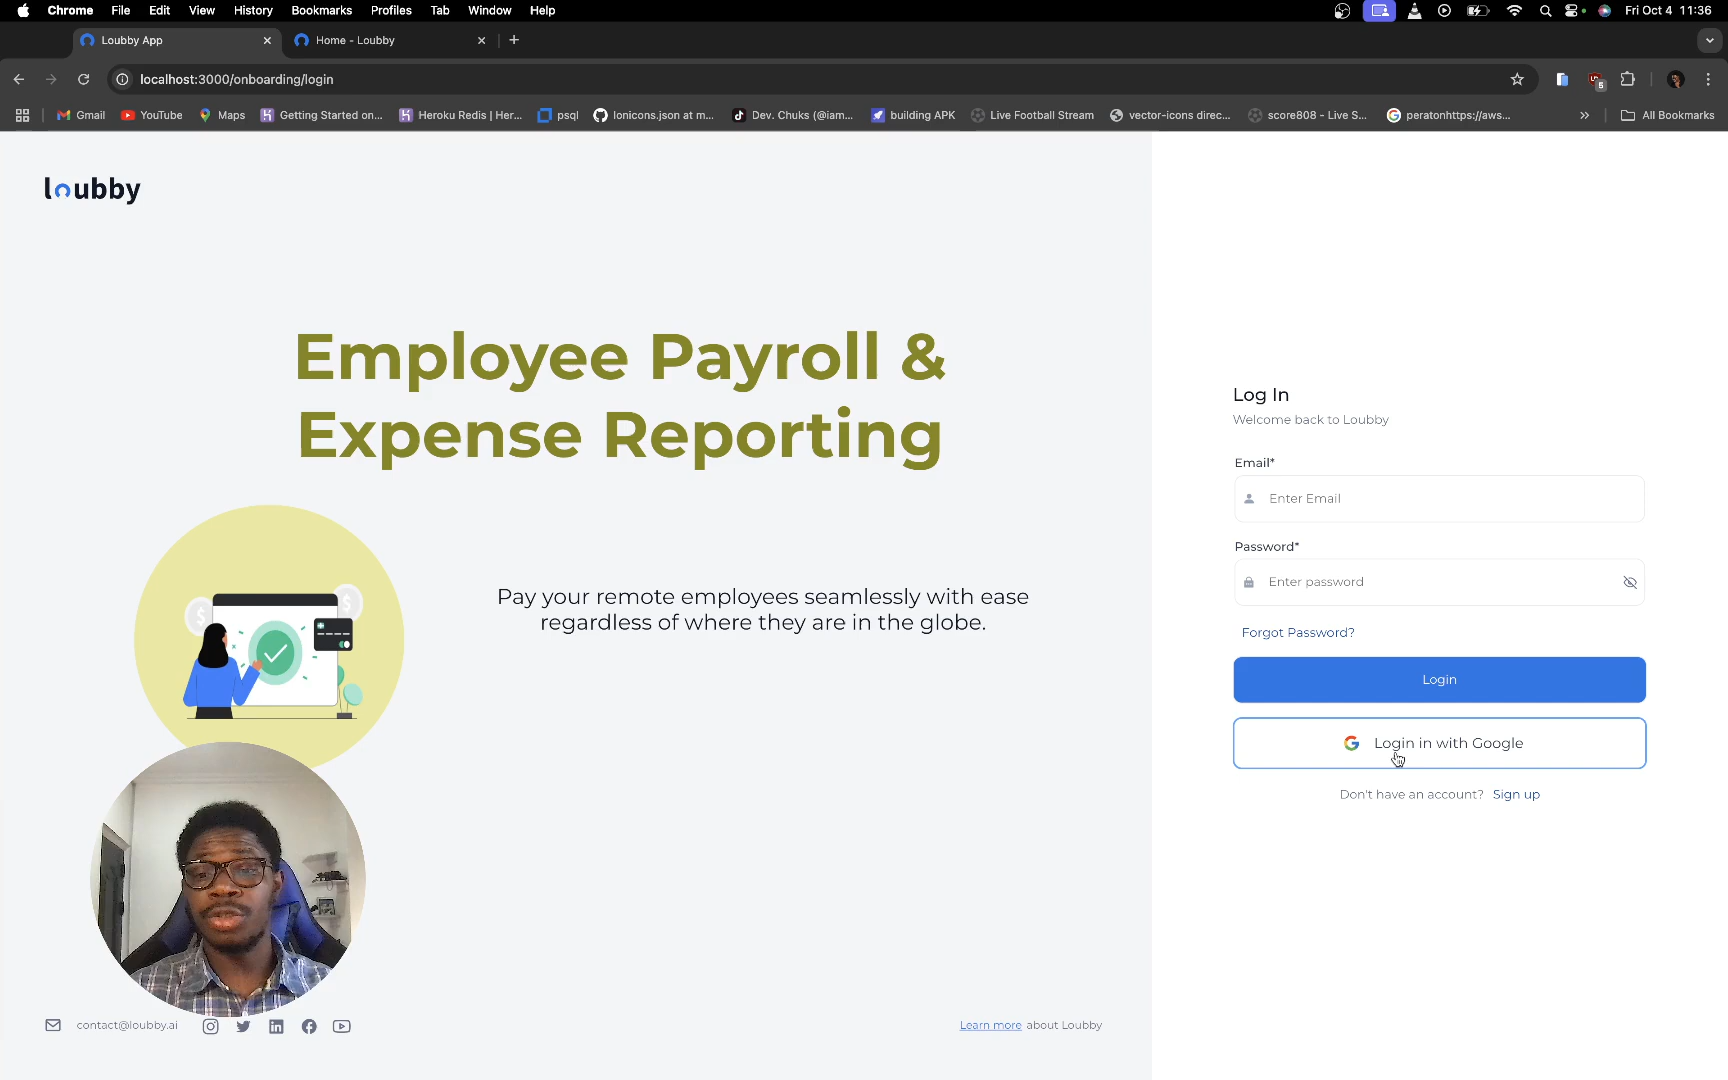 Chrome File Edit View History Bookmarks Profiles Tab Window Help Fri Oct 4 11:36
Loubby App Home - Loubby
localhost:3000/onboarding/login
Gmail YouTube Maps Getting Started on... Heroku Redis | Her... psql Ionicons.json at m... Dev. Chuks (@iam... building APK Live Football Stream vector-icons direc... score808 - Live S... peratonhttps://aws... All Bookmarks
loubby
Employee Payroll &
Expense Reporting
Pay your remote employees seamlessly with ease
regardless of where they are in the globe.
contact@loubby.ai
Learn more about Loubby
Log In
Welcome back to Loubby
Email*
Enter Email
Password*
Enter password
Forgot Password?
Login
Login in with Google
Don't have an account? Sign up